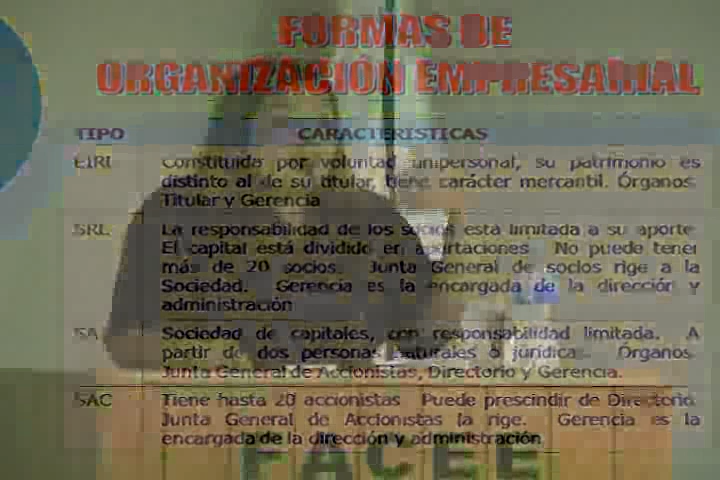 FORMAS DE
ORGANIZACIÓN EMPRESARIAL
TIPO CARACTERISTICAS
EIRL Constituida por voluntad unipersonal, su patrimonio es
distinto al de su titular, tiene carácter mercantil. Órganos
Titular y Gerencia
SRL La responsabilidad de los socios está limitada a su aporte
El capital está dividido en aportaciones No puede tener
más de 20 socios. Junta General de socios rige a la
Sociedad. Gerencia es la encargada de la dirección y
administración
SA Sociedad de capitales, con responsabilidad limitada. A
partir de dos personas naturales o jurídicas. Órganos
Junta General de Accionistas, Directorio y Gerencia.
SAC Tiene hasta 20 accionistas Puede prescindir de Directorio
Junta General de Accionistas la rige. Gerencia es la
encargada de la dirección y administración
FACEE